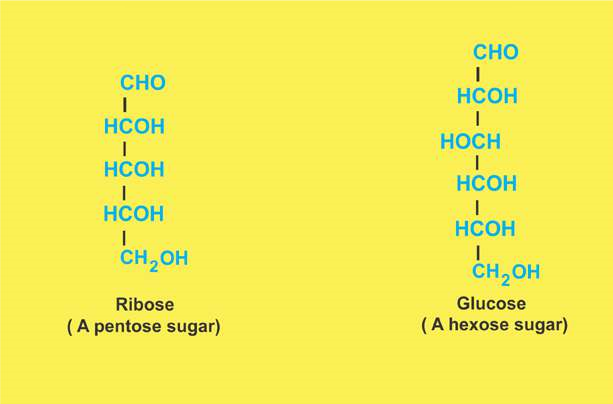 CHO
HCOH
HCOH
HCOH
CH₂OH
Ribose
( A pentose sugar)
CHO
HCOH
HOCH
HCOH
HCOH
CH₂OH
Glucose
( A hexose sugar)